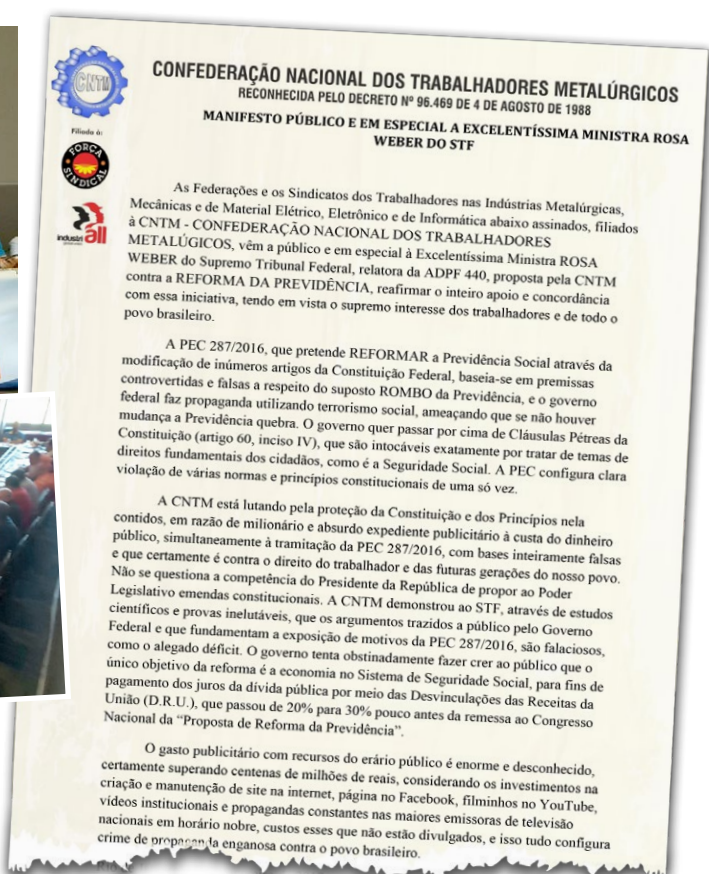 CNTM
CONFEDERAÇÃO NACIONAL DOS TRABALHADORES METALÚRGICOS
RECONHECIDA PELO DECRETO Nº 96.469 DE 4 DE AGOSTO DE 1988
MANIFESTO PÚBLICO E EM ESPECIAL A EXCELENTÍSSIMA MINISTRA ROSA
WEBER DO STF
Filiada à:
FORÇA
SINDICAL
industriall
As Federações e os Sindicatos dos Trabalhadores nas Indústrias Metalúrgicas,
Mecânicas e de Material Elétrico, Eletrônico e de Informática abaixo assinados, filiados
à CNTM - CONFEDERAÇÃO NACIONAL DOS TRABALHADORES
METALÚGICOS, vêm a público e em especial à Excelentíssima Ministra ROSA
WEBER do Supremo Tribunal Federal, relatora da ADPF 440, proposta pela CNTM
contra a REFORMA DA PREVIDÊNCIA, reafirmar o inteiro apoio e concordância
com essa iniciativa, tendo em vista o supremo interesse dos trabalhadores e de todo o
povo brasileiro.
A PEC 287/2016, que pretende REFORMAR a Previdência Social através da
modificação de inúmeros artigos da Constituição Federal, baseia-se em premissas
controvertidas e falsas a respeito do suposto ROMBO da Previdência, e o governo
federal faz propaganda utilizando terrorismo social, ameaçando que se não houver
mudança a Previdência quebra. O governo quer passar por cima de Cláusulas Pétreas da
Constituição (artigo 60, inciso IV), que são intocáveis exatamente por tratar de temas de
direitos fundamentais dos cidadãos, como é a Seguridade Social. A PEC configura clara
violação de várias normas e princípios constitucionais de uma só vez.
A CNTM está lutando pela proteção da Constituição e dos Princípios nela
contidos, em razão de milionário e absurdo expediente publicitário à custa do dinheiro
público, simultaneamente à tramitação da PEC 287/2016, com bases inteiramente falsas
e que certamente é contra o direito do trabalhador e das futuras gerações do nosso povo.
Não se questiona a competência do Presidente da República de propor ao Poder
Legislativo emendas constitucionais. A CNTM demonstrou ao STF, através de estudos
científicos e provas inelutáveis, que os argumentos trazidos a público pelo Governo
Federal e que fundamentam a exposição de motivos da PEC 287/2016, são falaciosos,
como o alegado déficit. O governo tenta obstinadamente fazer crer ao público que o
único objetivo da reforma é a economia no Sistema de Seguridade Social, para fins de
pagamento dos juros da dívida pública por meio das Desvinculações das Receitas da
União (D.R.U.), que passou de 20% para 30% pouco antes da remessa ao Congresso
Nacional da “Proposta de Reforma da Previdência”.
O gasto publicitário com recursos do erário público é enorme e desconhecido,
certamente superando centenas de milhões de reais, considerando os investimentos na
criação e manutenção de site na internet, página no Facebook, filminhos no YouTube,
vídeos institucionais e propagandas constantes nas maiores emissoras de televisão
nacionais em horário nobre, custos esses que não estão divulgados, e isso tudo configura
crime de propaganda enganosa contra o povo brasileiro.